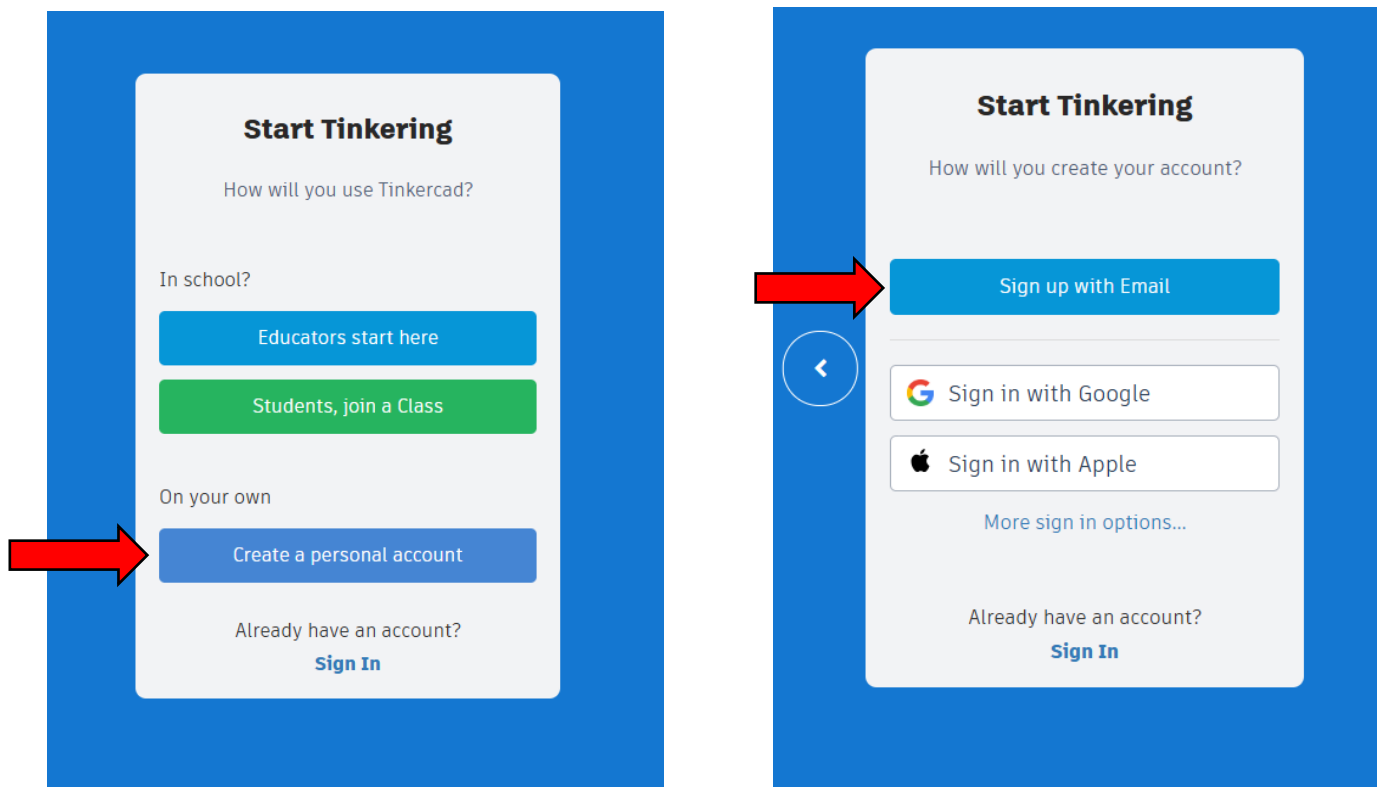 Start Tinkering
How will you use Tinkercad?
In school?
Educators start here
Students, join a Class
On your own
Create a personal account
Already have an account?
Sign In
Start Tinkering
How will you create your account?
Sign up with Email
Sign in with Google
Sign in with Apple
More sign in options...
Already have an account?
Sign In